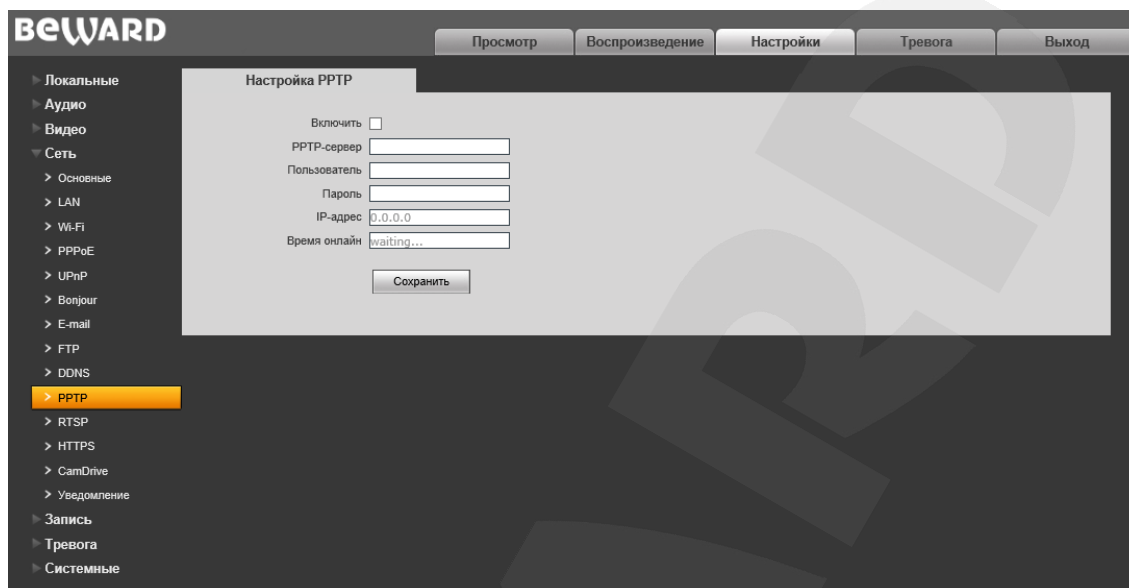 BEWARD
Просмотр
Воспроизведение
Настройки
Тревога
Выход
Локальные
Аудио
Видео
Сеть
Основные
LAN
Wi-Fi
PPPoE
UPnP
Bonjour
E-mail
FTP
DDNS
PPTP
RTSP
HTTPS
CamDrive
Уведомление
Запись
Тревога
Системные
Настройка PPTP
Включить
PPTP-сервер
Пользователь
Пароль
IP-адрес 0.0.0.0
Время онлайн waiting...
Сохранить